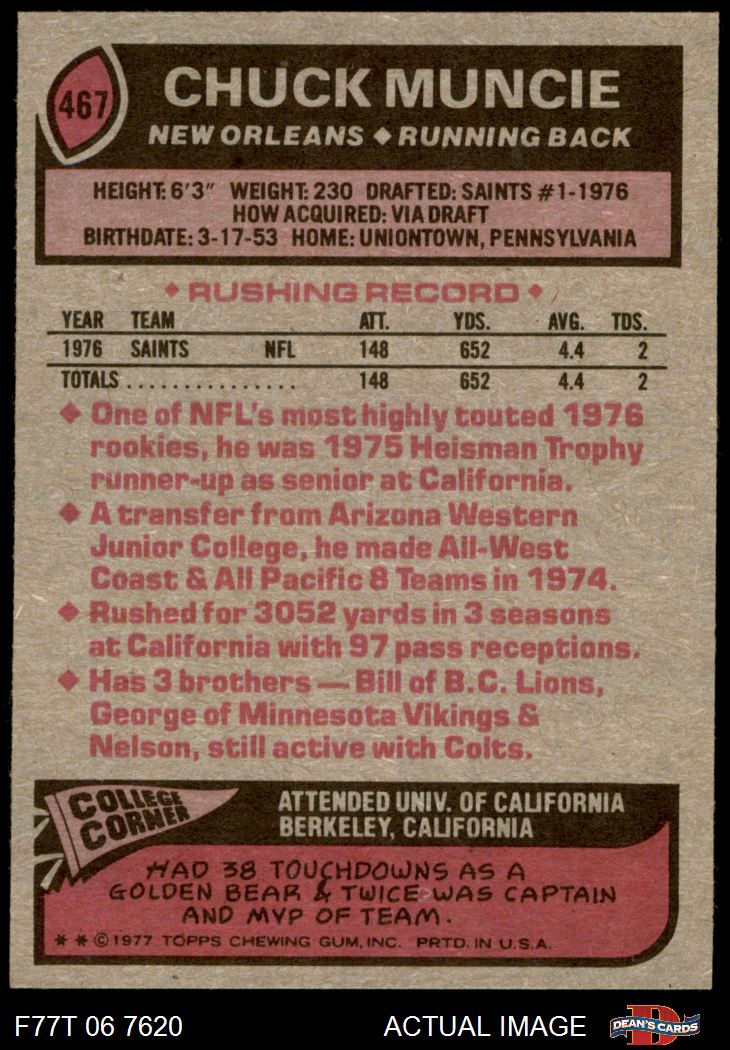 467
CHUCK MUNCIE
NEW ORLEANS ◆ RUNNING BACK
HEIGHT: 6'3" WEIGHT: 230 DRAFTED: SAINTS #1-1976
HOW ACQUIRED: VIA DRAFT
BIRTHDATE: 3-17-53 HOME: UNIONTOWN, PENNSYLVANIA
◆ RUSHING RECORD ◆
YEAR TEAM ATT. YDS. AVG. TDS.
1976 SAINTS NFL 148 652 4.4 2
TOTALS............... 148 652 4.4 2
◆ One of NFL's most highly touted 1976
rookies, he was 1975 Heisman Trophy
runner-up as senior at California.
◆ A transfer from Arizona Western
Junior College, he made All-West
Coast & All Pacific 8 Teams in 1974.
◆ Rushed for 3052 yards in 3 seasons
at California with 97 pass receptions.
◆ Has 3 brothers — Bill of B.C. Lions,
George of Minnesota Vikings &
Nelson, still active with Colts.
COLLEGE
CORNER
ATTENDED UNIV. OF CALIFORNIA
BERKELEY, CALIFORNIA
HAD 38 TOUCHDOWNS AS A
GOLDEN BEAR & TWICE WAS CAPTAIN
AND MVP OF TEAM.
* * © 1977 TOPPS CHEWING GUM, INC. PRTD. IN U.S.A.
F77T 06 7620
ACTUAL IMAGE
D
DEAN'S CARDS